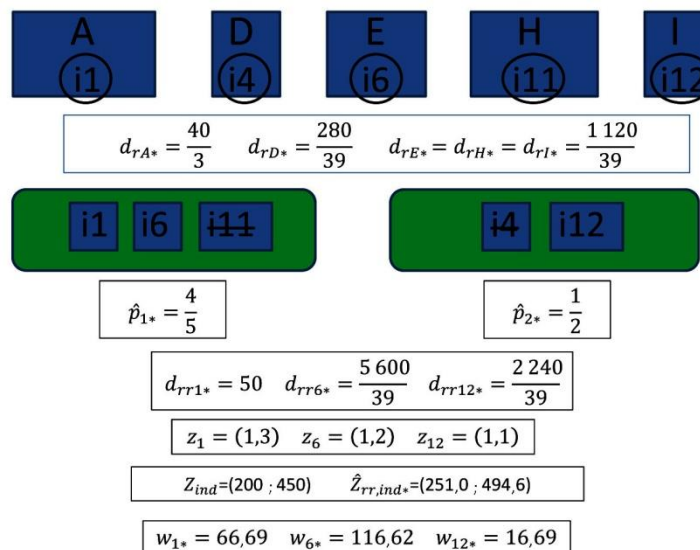 A D E H I
i1 i4 i6 i11 i12
d_{rA*} = 40/3 d_{rD*} = 280/39 d_{rE*} = d_{rH*} = d_{rI*} = 1 120/39
i1 i6 i11 i4 i12
p̂_{1*} = 4/5 p̂_{2*} = 1/2
d_{rr1*} = 50 d_{rr6*} = 5 600/39 d_{rr12*} = 2 240/39
z_1 = (1,3) z_6 = (1,2) z_{12} = (1,1)
Z_{ind}=(200 ; 450) Ẑ_{rr,ind*}=(251,0 ; 494,6)
w_{1*} = 66,69 w_{6*} = 116,62 w_{12*} = 16,69